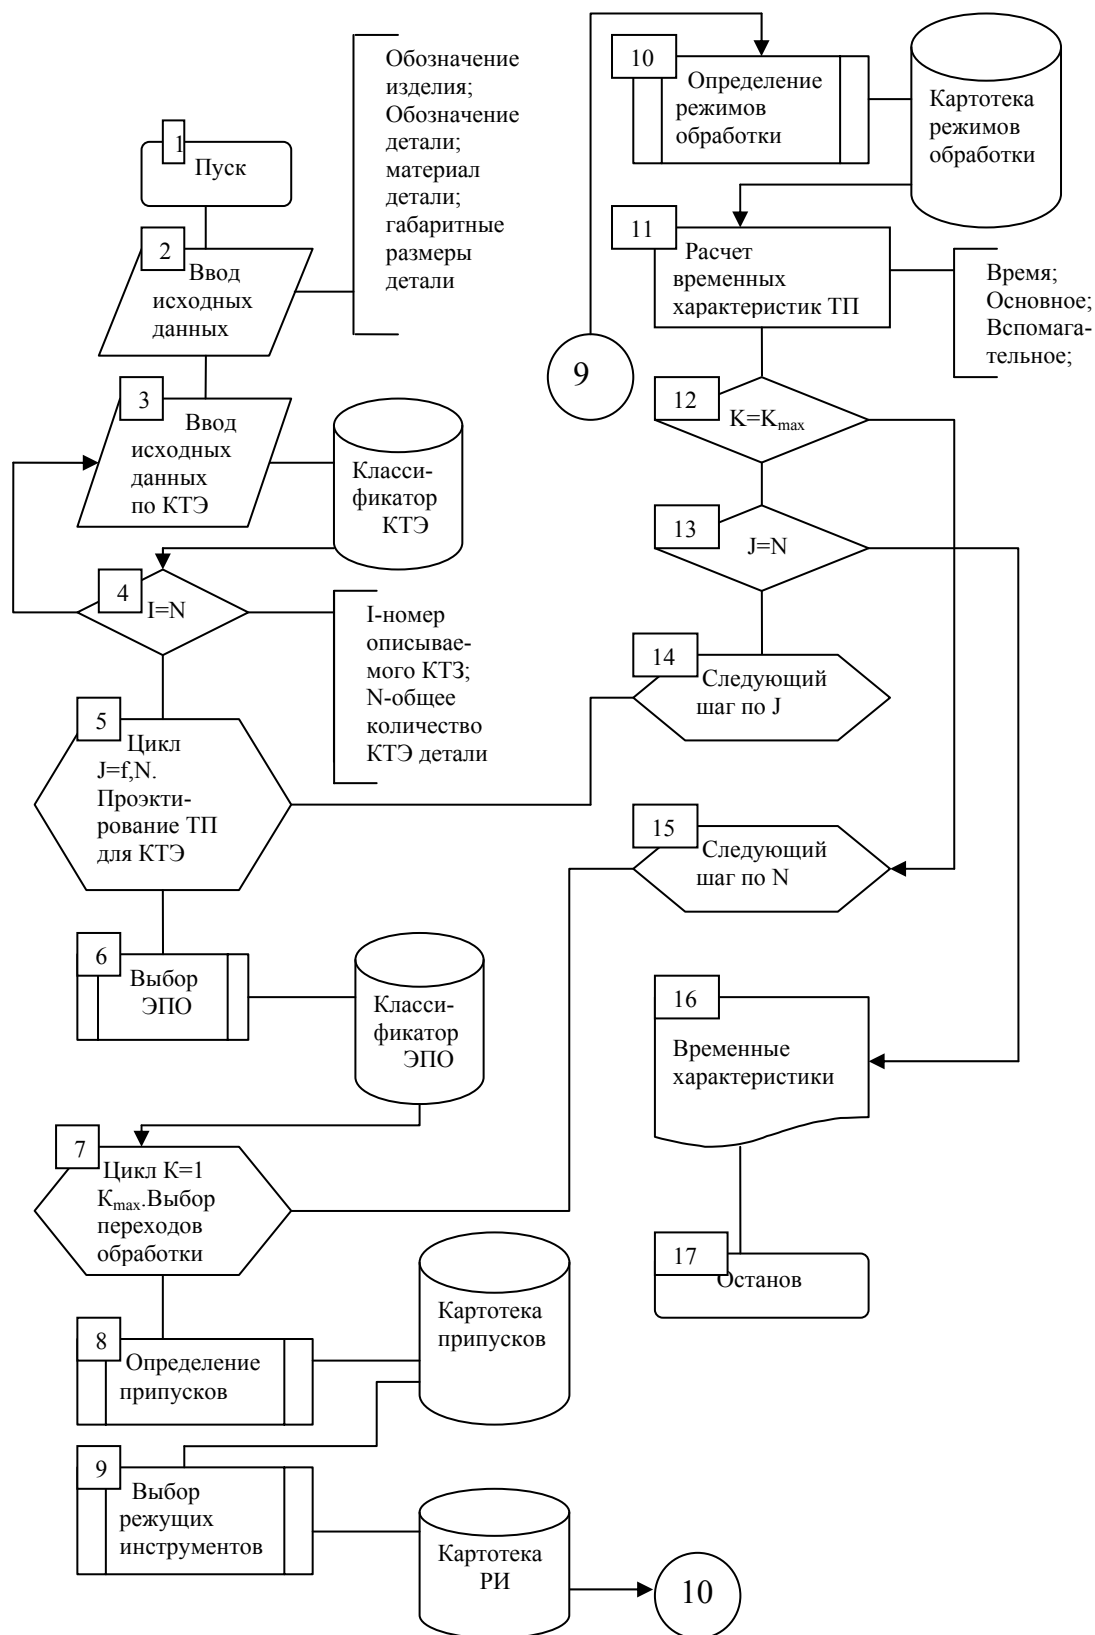 1
Пуск
Обозначение
изделия;
Обозначение
детали;
материал
детали;
габаритные
размеры
детали
2
Ввод
исходных
данных
3
Ввод
исходных
данных
по КТЭ
Класси-
фикатор
КТЭ
4
I=N
I-номер
описывае-
мого КТЗ;
N-общее
количество
КТЭ детали
5
Цикл
J=f,N.
Проэкти-
рование ТП
для КТЭ
6
Выбор
ЭПО
Класси-
фикатор
ЭПО
7
Цикл К=1
Kmax.Выбор
переходов
обработки
8
Определение
припусков
Картотека
припусков
9
Выбор
режущих
инструментов
Картотека
РИ
10
9
10
Определение
режимов
обработки
Картотека
режимов
обработки
11
Расчет
временных
характеристик ТП
Время;
Основное;
Вспомага-
тельное;
12
K=Kmax
13
J=N
14
Следующий
шаг по J
15
Следующий
шаг по N
16
Временные
характеристики
17
Останов